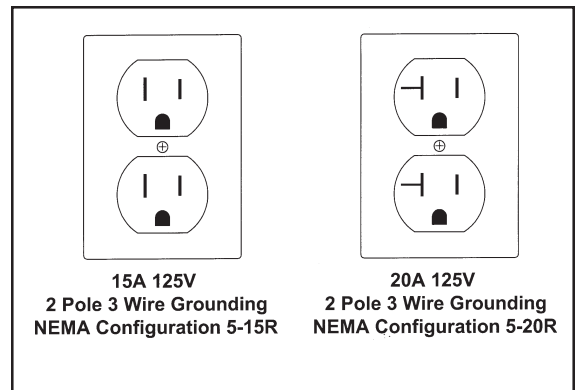 15A 125V
2 Pole 3 Wire Grounding
NEMA Configuration 5-15R
20A 125V
2 Pole 3 Wire Grounding
NEMA Configuration 5-20R